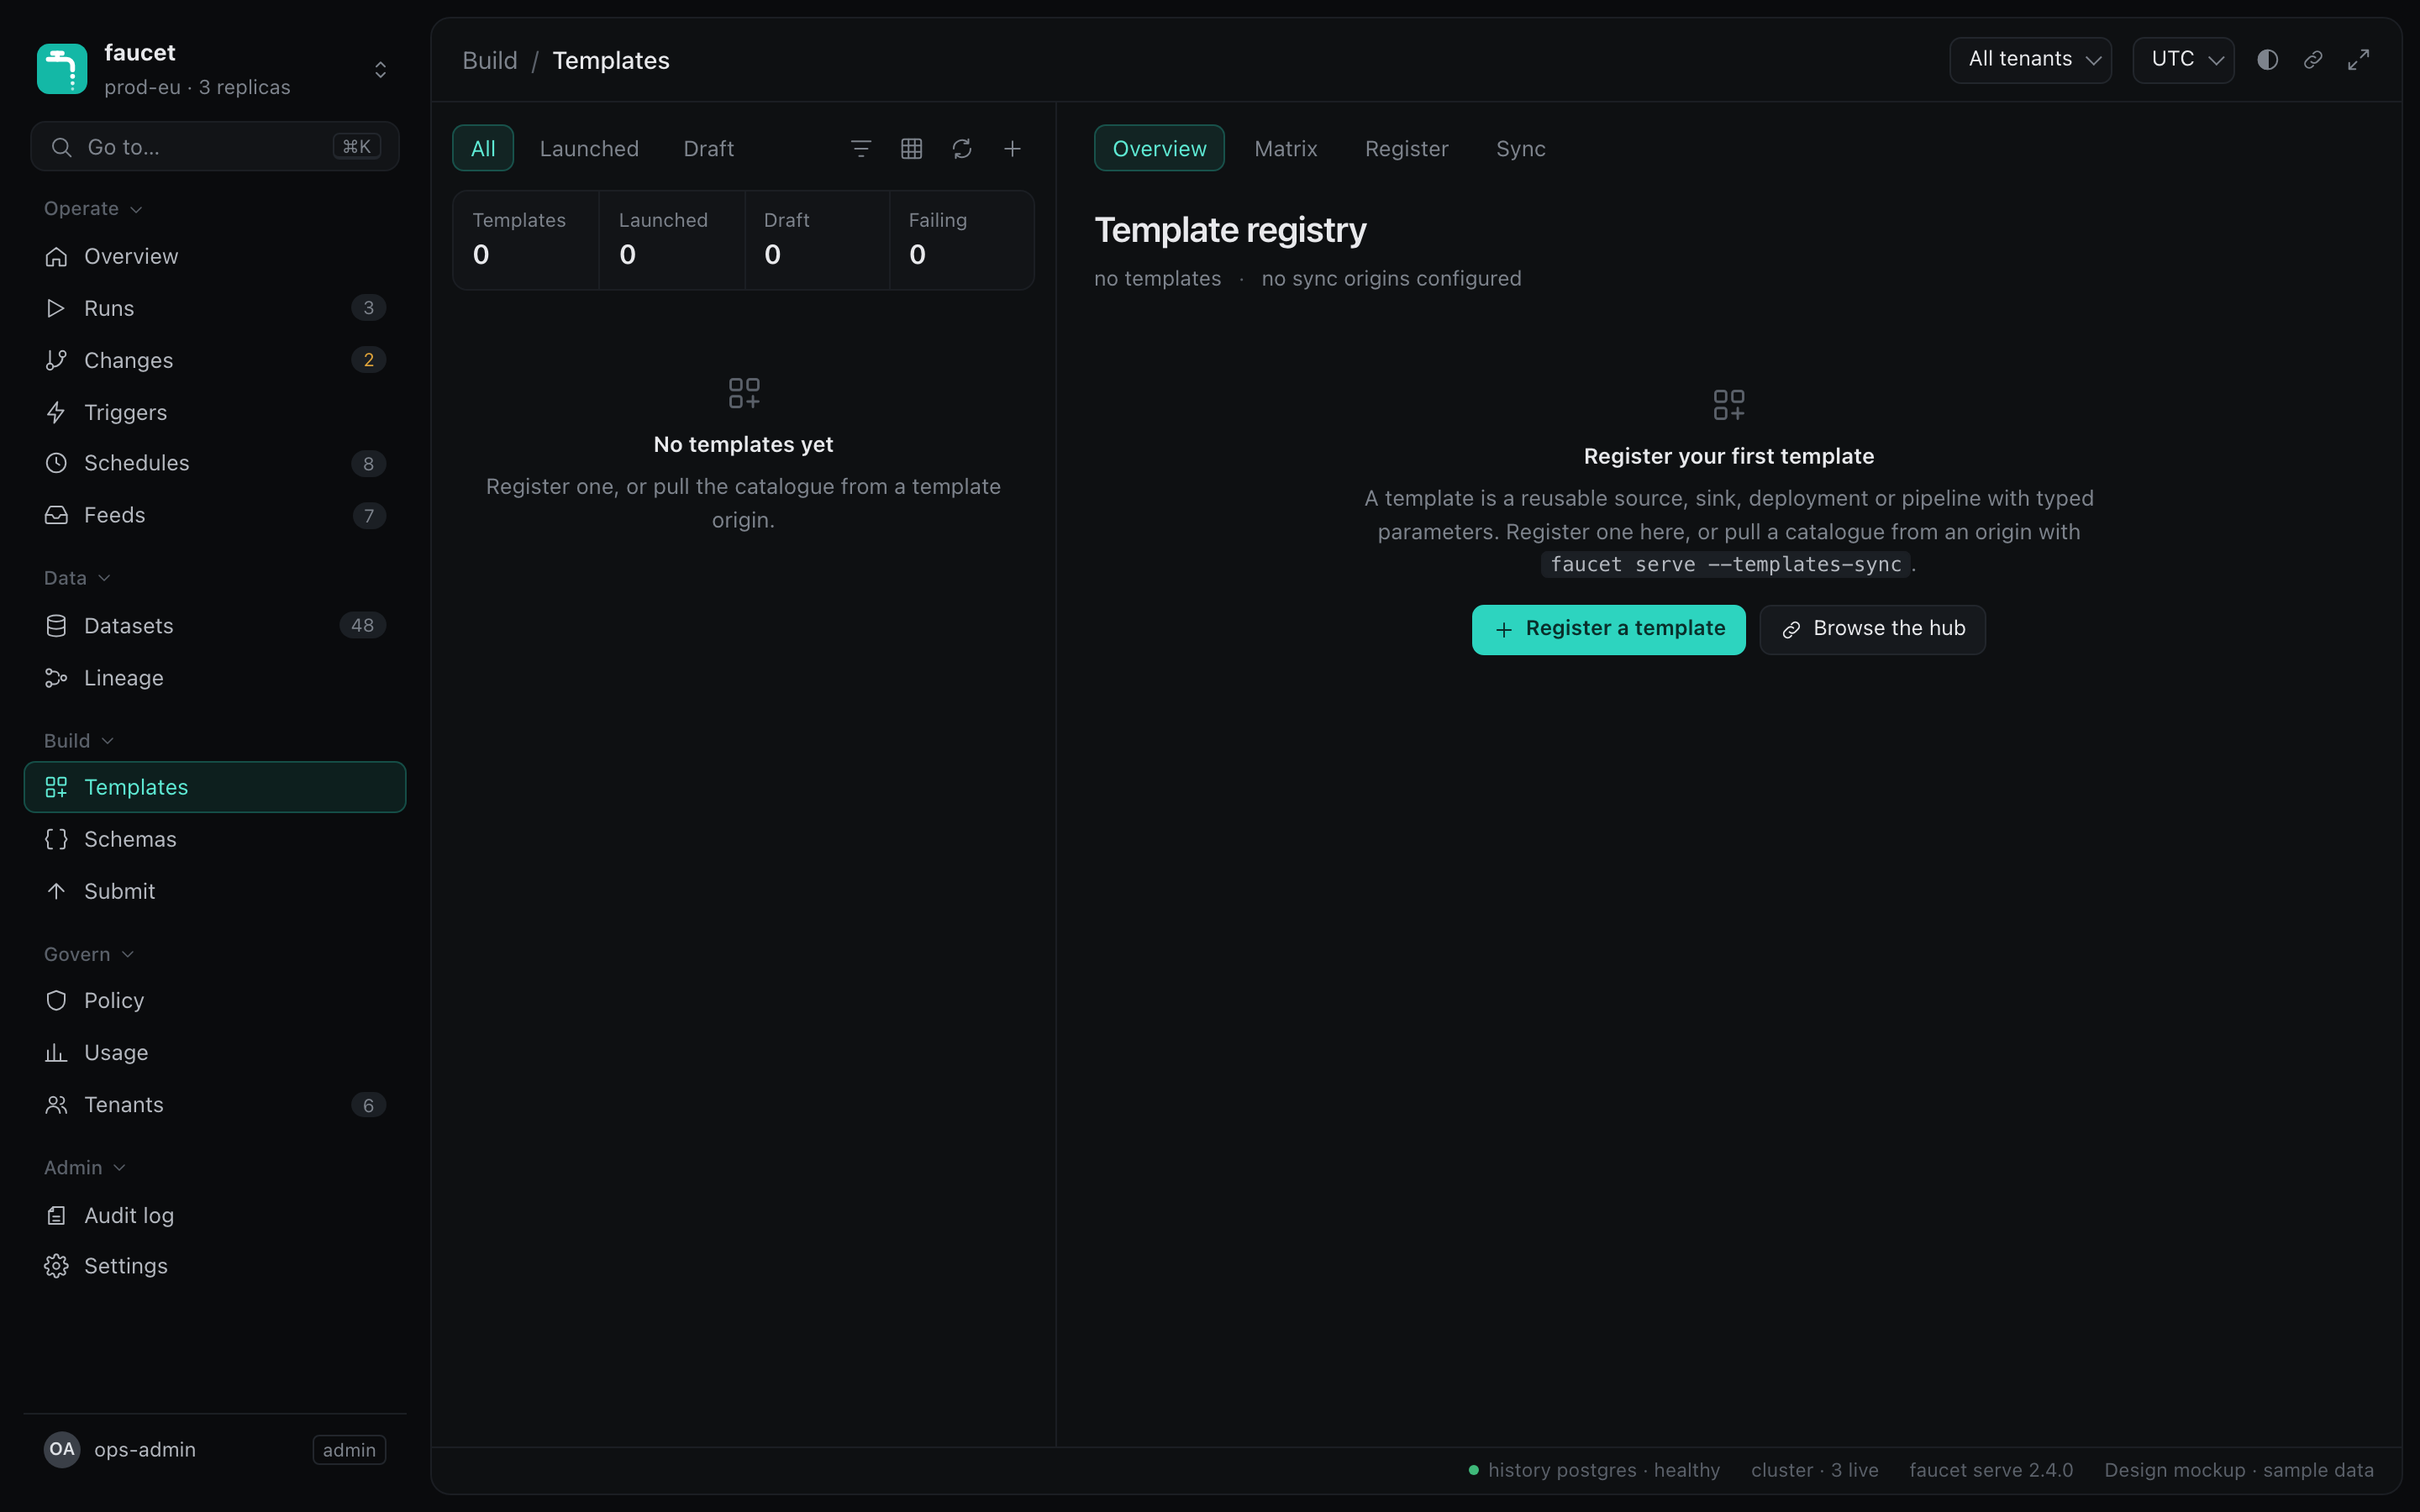 faucet
prod-eu · 3 replicas
Go to...
⌘K
Operate
Overview
Runs
3
Changes
2
Triggers
Schedules
8
Feeds
7
Data
Datasets
48
Lineage
Build
Templates
Schemas
Submit
Govern
Policy
Usage
Tenants
6
Admin
Audit log
Settings
OA
ops-admin
admin
Build / Templates
All tenants
UTC
All
Launched
Draft
Templates
0
Launched
0
Draft
0
Failing
0
No templates yet
Register one, or pull the catalogue from a template
origin.
Overview
Matrix
Register
Sync
Template registry
no templates · no sync origins configured
Register your first template
A template is a reusable source, sink, deployment or pipeline with typed
parameters. Register one here, or pull a catalogue from an origin with
faucet serve --templates-sync.
Register a template
Browse the hub
history postgres · healthy
cluster · 3 live
faucet serve 2.4.0
Design mockup · sample data